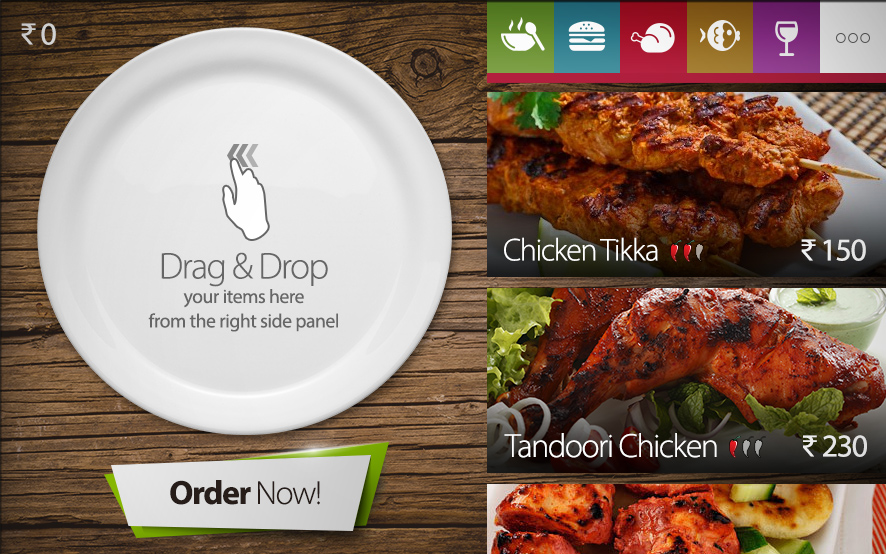 ₹ 0
Drag & Drop
your items here
from the right side panel
Order Now!
Chicken Tikka ₹ 150
Tandoori Chicken ₹ 230